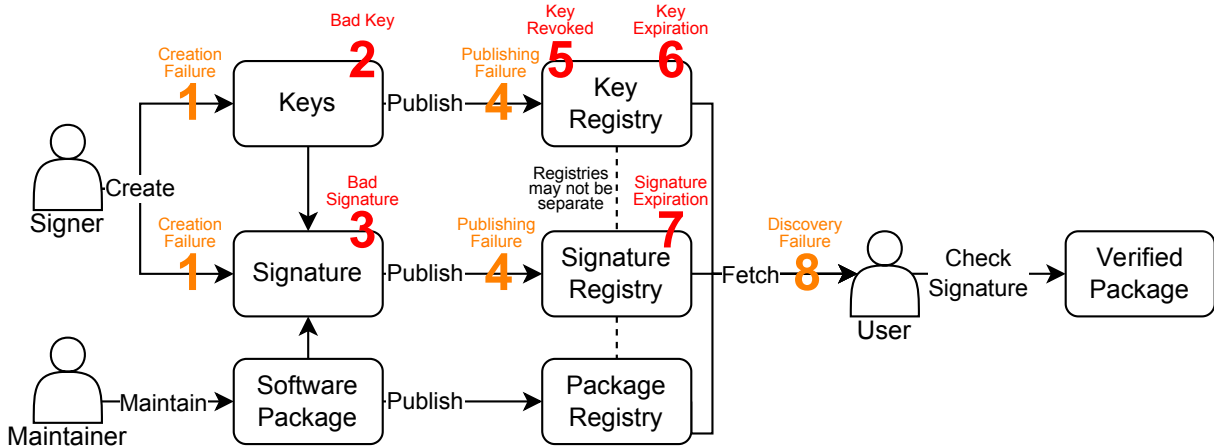 Bad Key
2
Key
Revoked
5
Key
Expiration
6
Creation
Failure
1
Keys
Publish
Publishing
Failure
4
Key
Registry
Signer
Create
Bad
Signature
3
Registries
may not be
separate
Signature
Expiration
7
Creation
Failure
1
Signature
Publish
Publishing
Failure
4
Signature
Registry
Fetch
Discovery
Failure
8
User
Check
Signature
Verified
Package
Maintainer
Maintain
Software
Package
Publish
Package
Registry